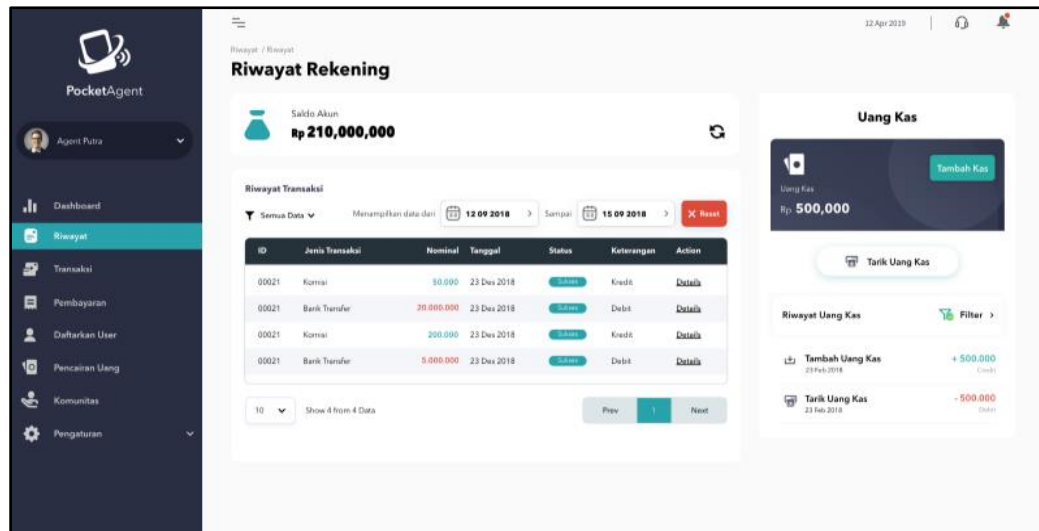 12 Apr 2019
PocketAgent
Agent Putra
Dashboard
Riwayat
Transaksi
Pembayaran
Daftarkan User
Pencairan Uang
Komunitas
Pengaturan
Riwayat / Riwayat
Riwayat Rekening
Saldo Akun
Rp 210,000,000
Riwayat Transaksi
Semua Data Menampilkan data dari 12 09 2018 > Sampai 15 09 2018 > X Reset
ID Jenis Transaksi Nominal Tanggal Status Keterangan Action
00021 Komisi 50.000 23 Des 2018 Sukses Kredit Details
00021 Bank Transfer 20.000.000 23 Des 2018 Sukses Debit Details
00021 Komisi 200.000 23 Des 2018 Sukses Kredit Details
00021 Bank Transfer 5.000.000 23 Des 2018 Sukses Debit Details
10 Show 4 from 4 Data Prev 1 Next
Uang Kas
Tambah Kas
Uang Kas
Rp 500,000
Tarik Uang Kas
Riwayat Uang Kas Filter >
Tambah Uang Kas + 500.000
23 Feb 2018 Credit
Tarik Uang Kas - 500.000
23 Feb 2018 Debit